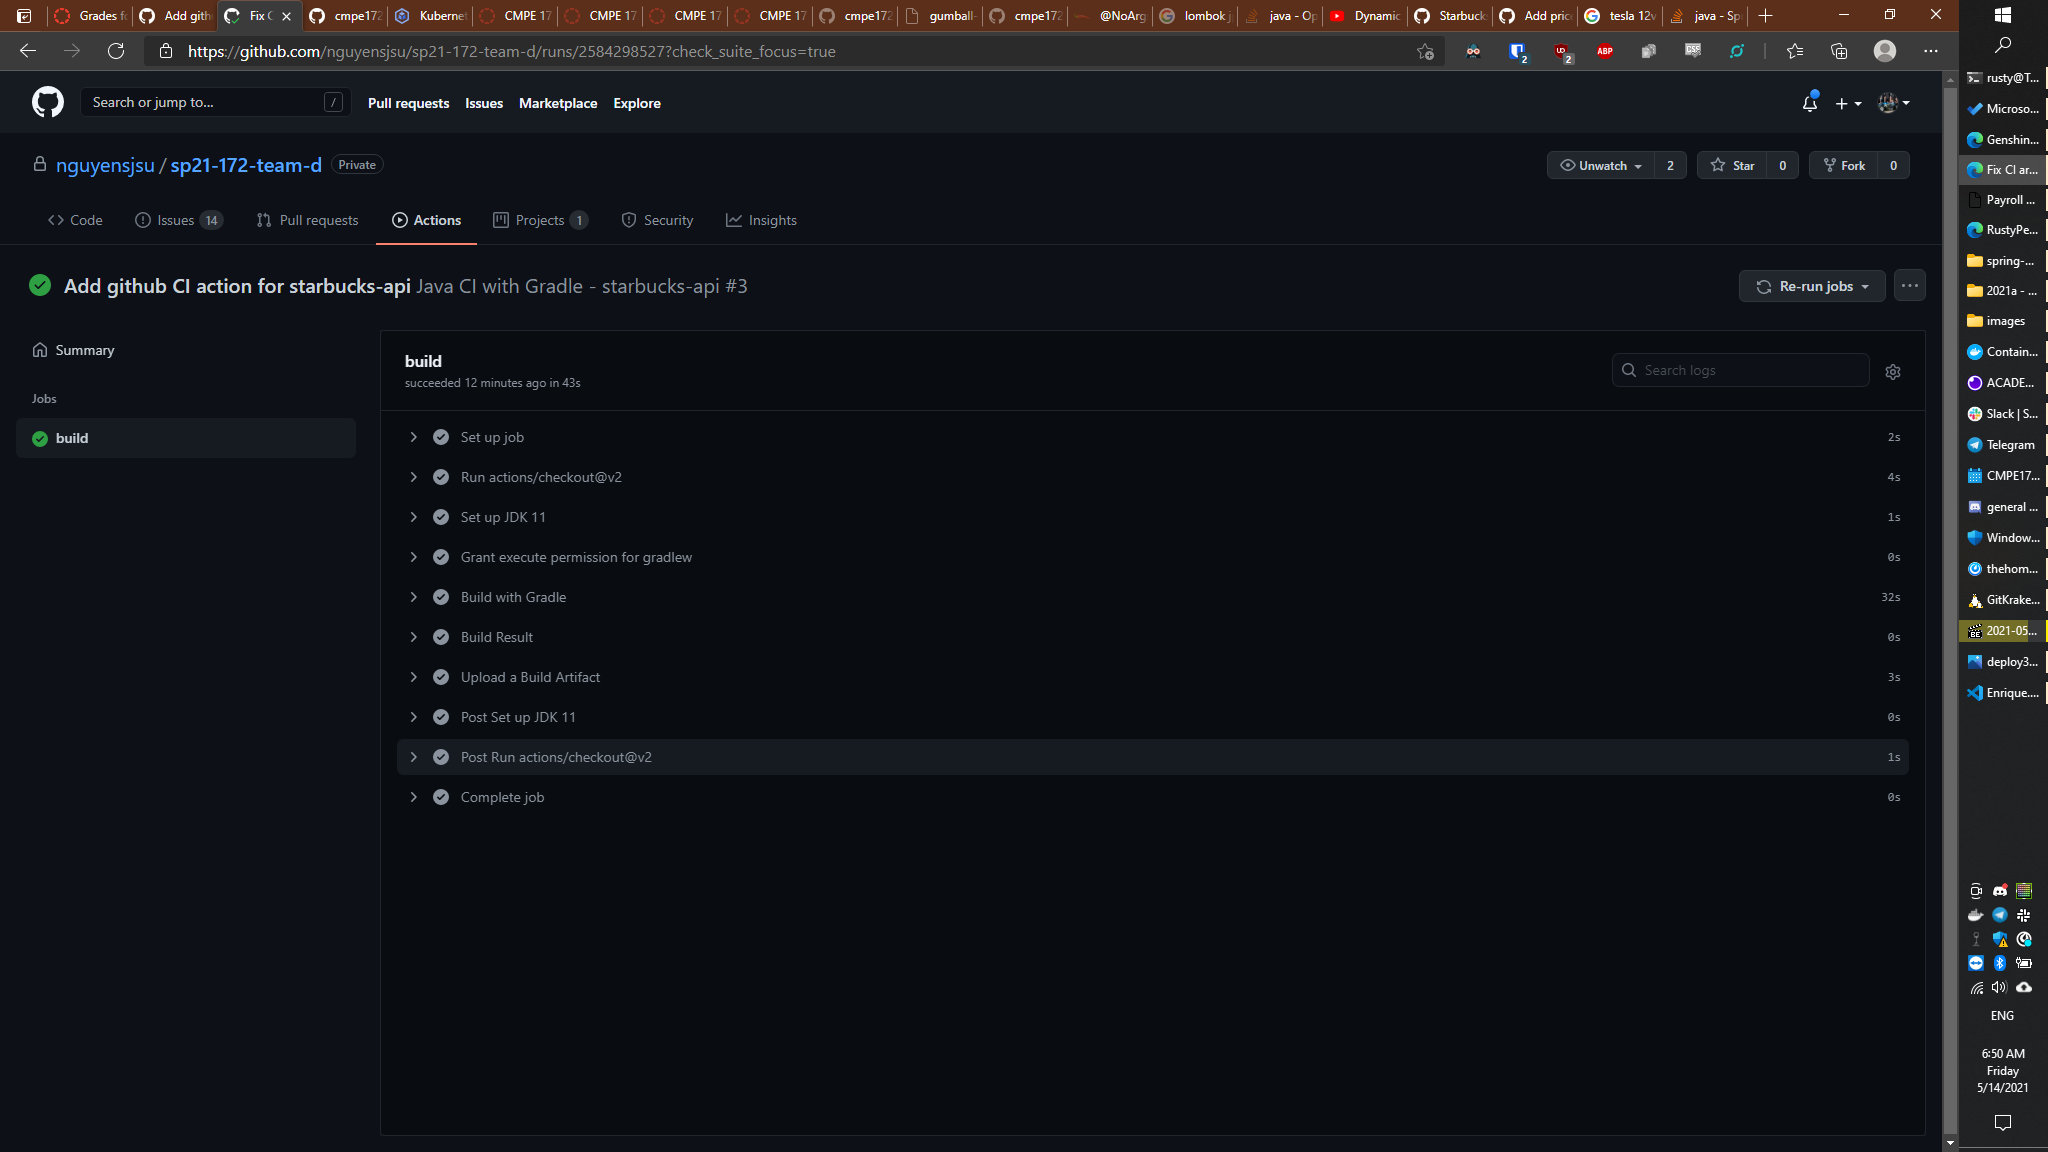 Grades fo
Add gith
Fix C
cmpe172
Kubernet
CMPE 17
CMPE 17
CMPE 17
CMPE 17
cmpe172
gumball-
cmpe172
@NoArg
lombok j
java - Op
Dynamic
Starbuck
Add price
tesla 12v
java - Spr
https://github.com/nguyensjsu/sp21-172-team-d/runs/2584298527?check_suite_focus=true
2
2
ABP
Search or jump to...
/
Pull requests
Issues
Marketplace
Explore
nguyensjsu / sp21-172-team-d
Private
Unwatch
2
Star
0
Fork
0
Code
Issues
14
Pull requests
Actions
Projects
1
Security
Insights
Add github CI action for starbucks-api Java CI with Gradle - starbucks-api #3
Re-run jobs
Summary
Jobs
build
build
succeeded 12 minutes ago in 43s
Search logs
Set up job
2s
Run actions/checkout@v2
4s
Set up JDK 11
1s
Grant execute permission for gradlew
0s
Build with Gradle
32s
Build Result
0s
Upload a Build Artifact
3s
Post Set up JDK 11
0s
Post Run actions/checkout@v2
1s
Complete job
0s
rusty@T...
Microso...
Genshin...
Fix CI ar...
Payroll ...
RustyPe...
spring-...
2021a - ...
images
Contain...
ACADE...
Slack | S...
Telegram
CMPE17...
general ...
Window...
thehom...
GitKrake...
2021-05...
deploy3...
Enrique....
ENG
6:50 AM
Friday
5/14/2021